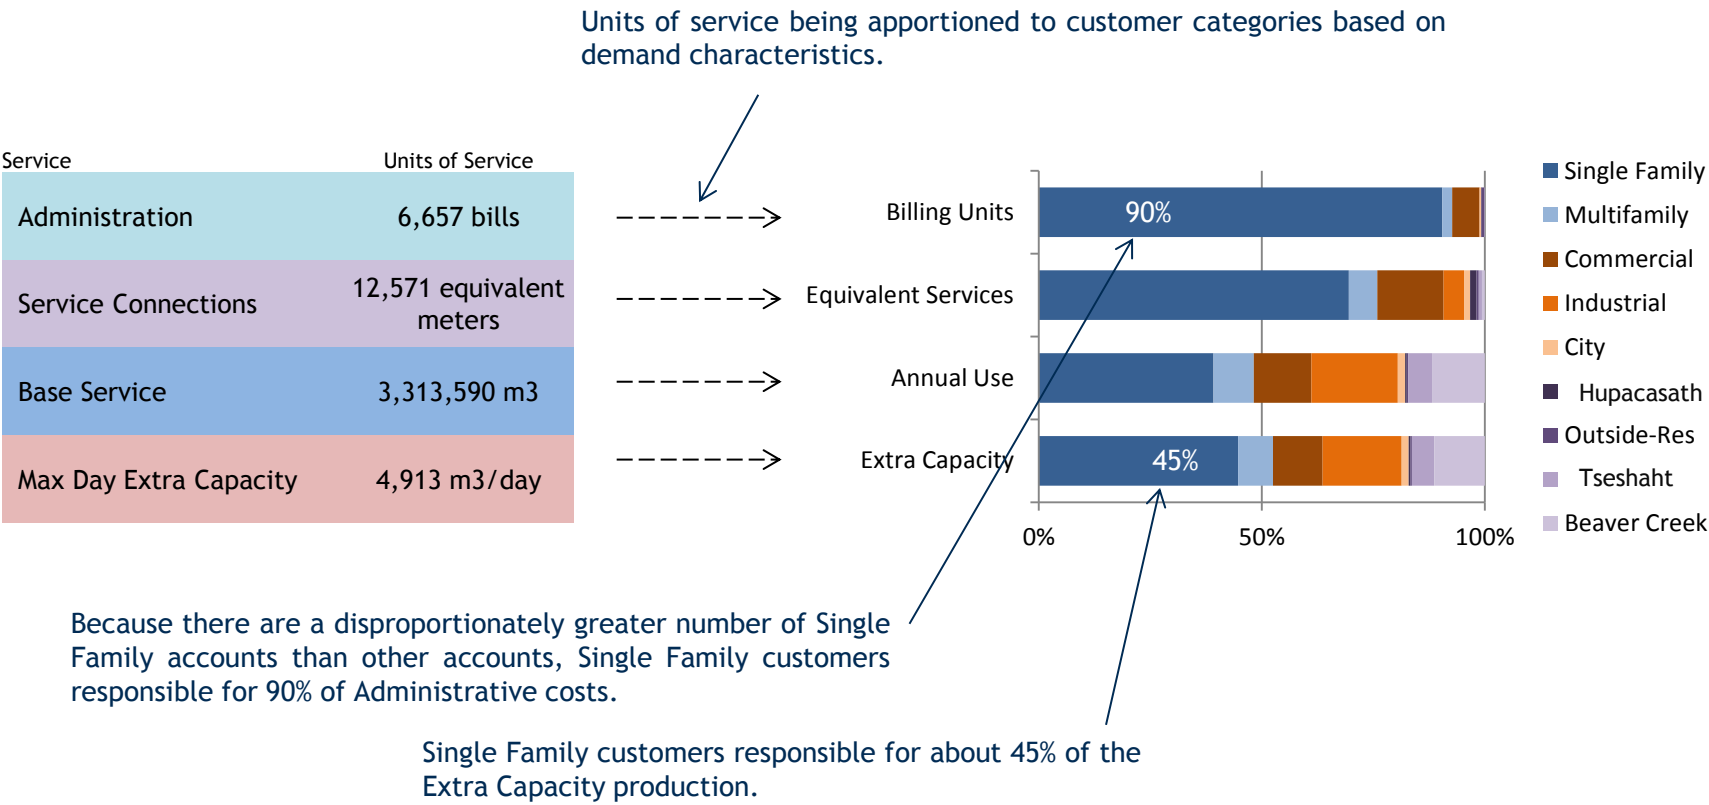 Units of service being apportioned to customer categories based on
demand characteristics.
Service Units of Service
Administration 6,657 bills
Service Connections 12,571 equivalent
meters
Base Service 3,313,590 m3
Max Day Extra Capacity 4,913 m3/day
Billing Units 90%
Equivalent Services
Annual Use
Extra Capacity 45%
0% 50% 100%
Single Family
Multifamily
Commercial
Industrial
City
Hupacasath
Outside-Res
Tseshaht
Beaver Creek
Because there are a disproportionately greater number of Single
Family accounts than other accounts, Single Family customers
responsible for 90% of Administrative costs.
Single Family customers responsible for about 45% of the
Extra Capacity production.